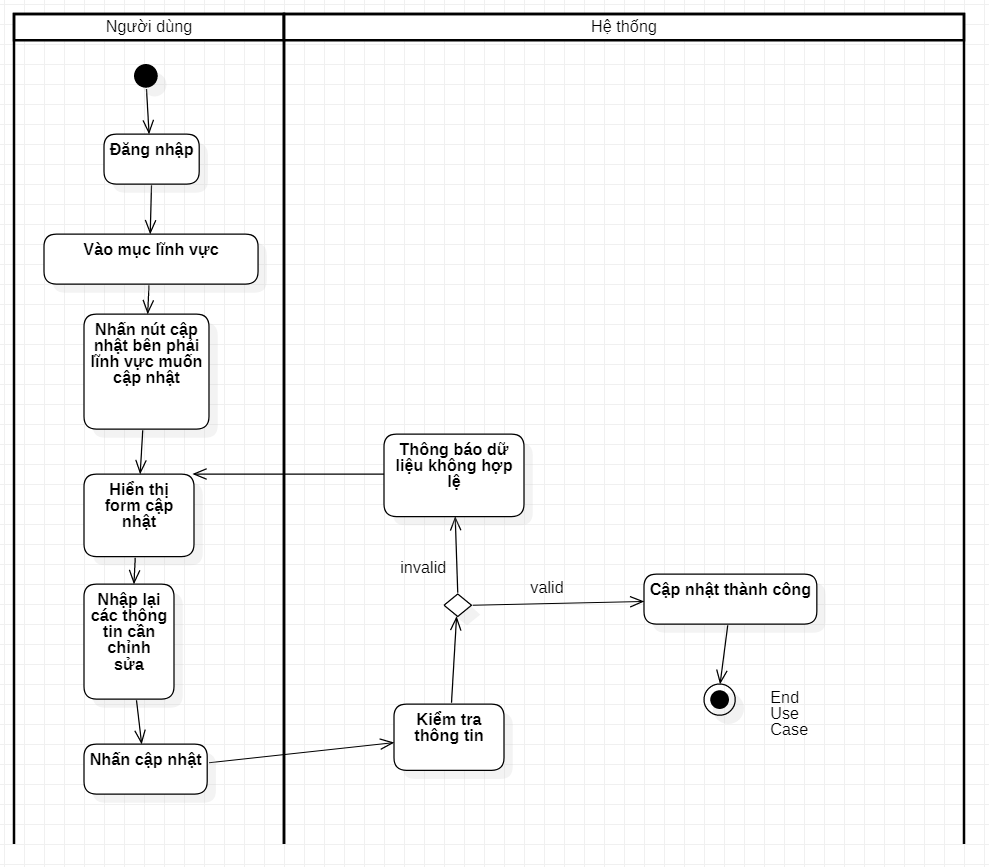 Người dùng
Hệ thống
Đăng nhập
Vào mục lĩnh vực
Nhấn nút cập
nhật bên phải
lĩnh vực muốn
cập nhật
Hiển thị
form cập
nhật
Nhập lại
các thông
tin cần
chỉnh
sửa
Nhấn cập nhật
Thông báo dữ
liệu không hợp
lệ
invalid
valid
Cập nhật thành công
Kiểm tra
thông tin
End
Use
Case